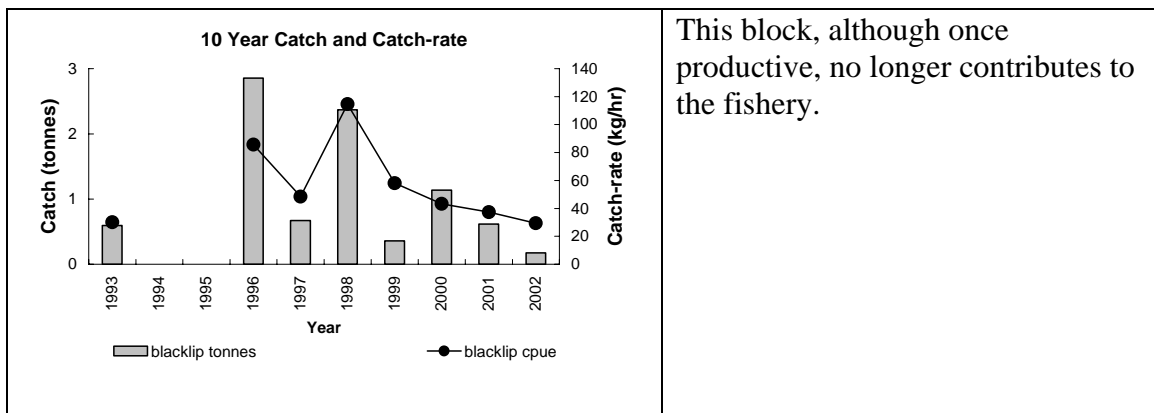 10 Year Catch and Catch-rate
3
2
1
0
Catch (tonnes)
140
120
100
80
60
40
20
0
Catch-rate (kg/hr)
1993
1994
1995
1996
1997
1998
1999
2000
2001
2002
Year
blacklip tonnes
blacklip cpue
This block, although once
productive, no longer contributes to
the fishery.